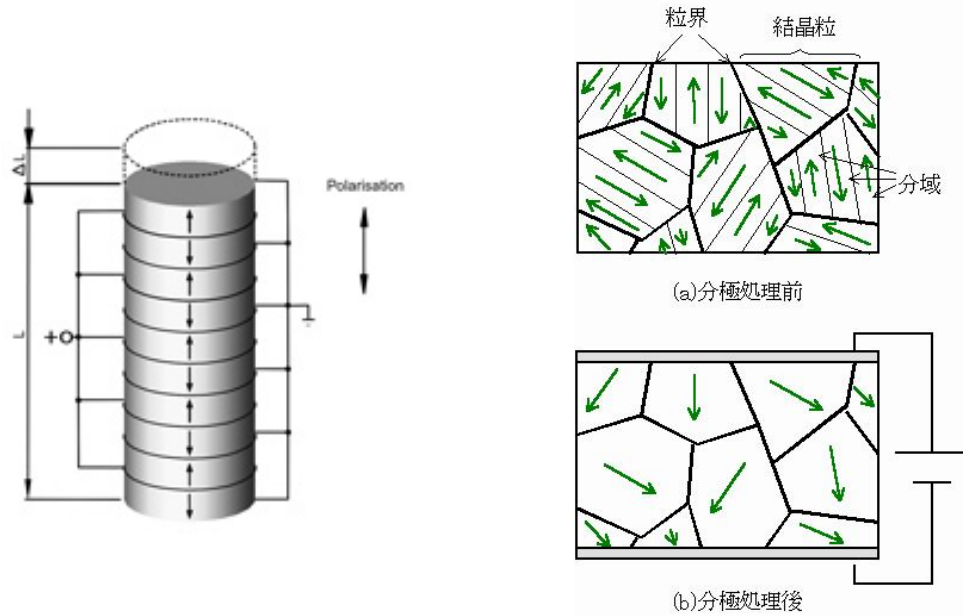 ΔL
L
+
Polarisation
粒界
結晶粒
分域
(a)分極処理前
(b)分極処理後